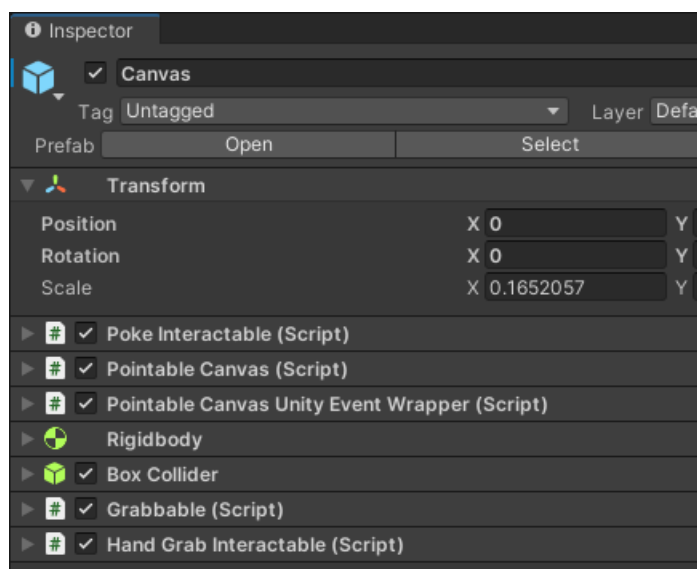 Inspector
Canvas
Tag Untagged Layer Defa
Prefab Open Select
Transform
Position X 0 Y
Rotation X 0 Y
Scale X 0.1652057 Y
# Poke Interactable (Script)
# Pointable Canvas (Script)
# Pointable Canvas Unity Event Wrapper (Script)
Rigidbody
Box Collider
# Grabbable (Script)
# Hand Grab Interactable (Script)